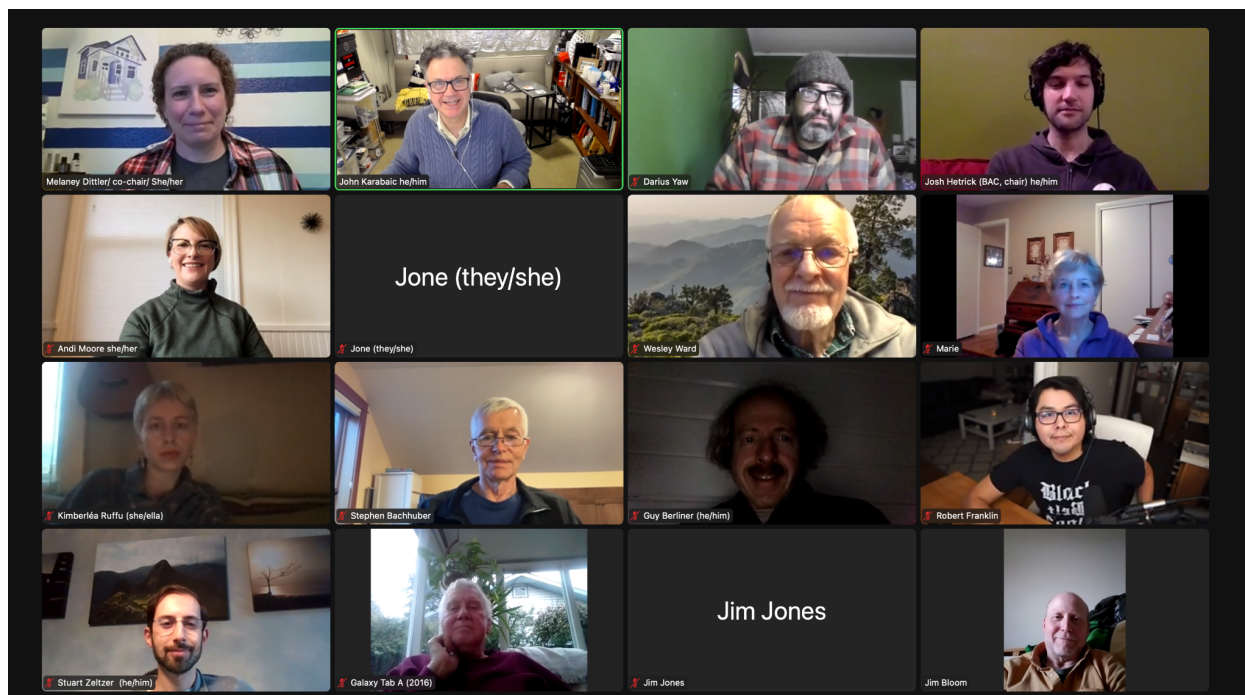 Melaney Dittler/ co-chair/ She/her
John Karabaic he/him
Darius Yaw
Josh Hetrick (BAC, chair) he/him
Andi Moore she/her
Jone (they/she)
Jone (they/she)
Wesley Ward
Marie
Kimberléa Ruffu (she/ella)
Stephen Bachhuber
Guy Berliner (he/him)
Black
Robert Franklin
Stuart Zeltzer (he/him)
Galaxy Tab A (2016)
Jim Jones
Jim Jones
Jim Bloom